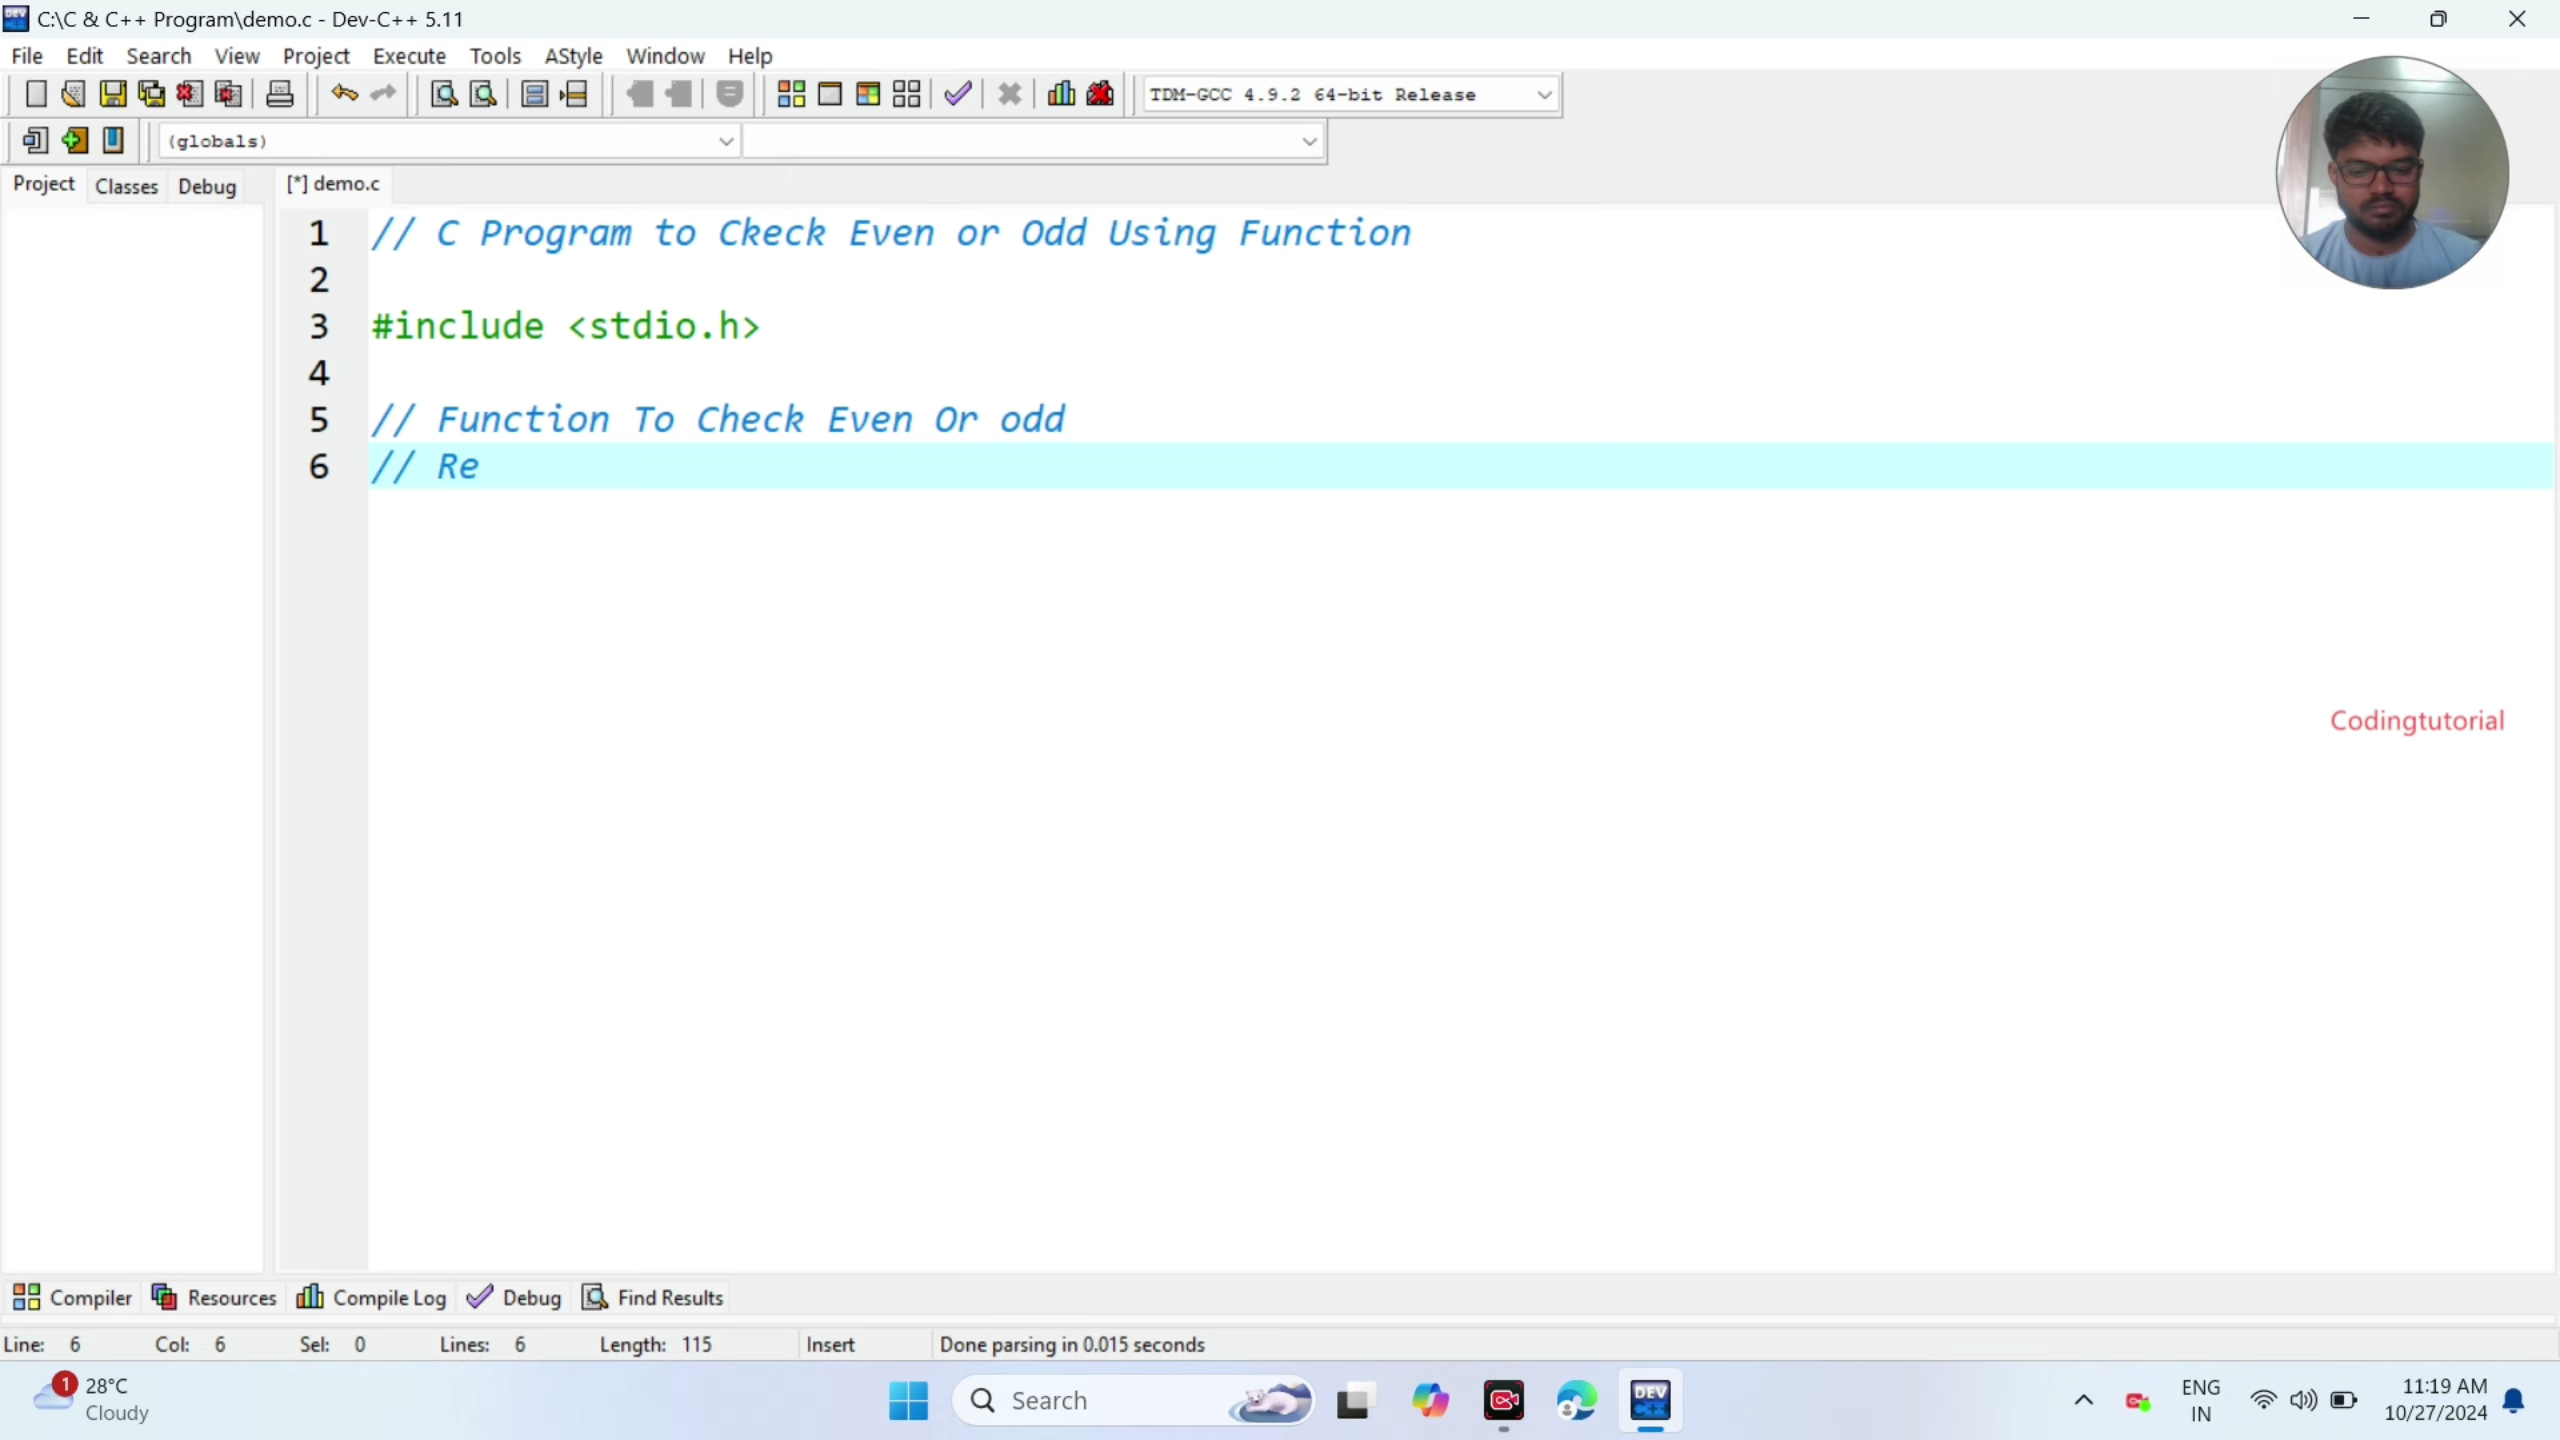 C:\C & C++ Program\demo.c - Dev-C++ 5.11
File Edit Search View Project Execute Tools AStyle Window Help
TDM-GCC 4.9.2 64-bit Release
(globals)
Project Classes Debug [*] demo.c
1 // C Program to Ckeck Even or Odd Using Function
2
3 #include <stdio.h>
4
5 // Function To Check Even Or odd
6 // Re
Codingtutorial
Compiler Resources Compile Log Debug Find Results
Line: 6 Col: 6 Sel: 0 Lines: 6 Length: 115 Insert Done parsing in 0.015 seconds
1 28°C
Cloudy
Search
DEV
C++
ENG
IN
11:19 AM
10/27/2024